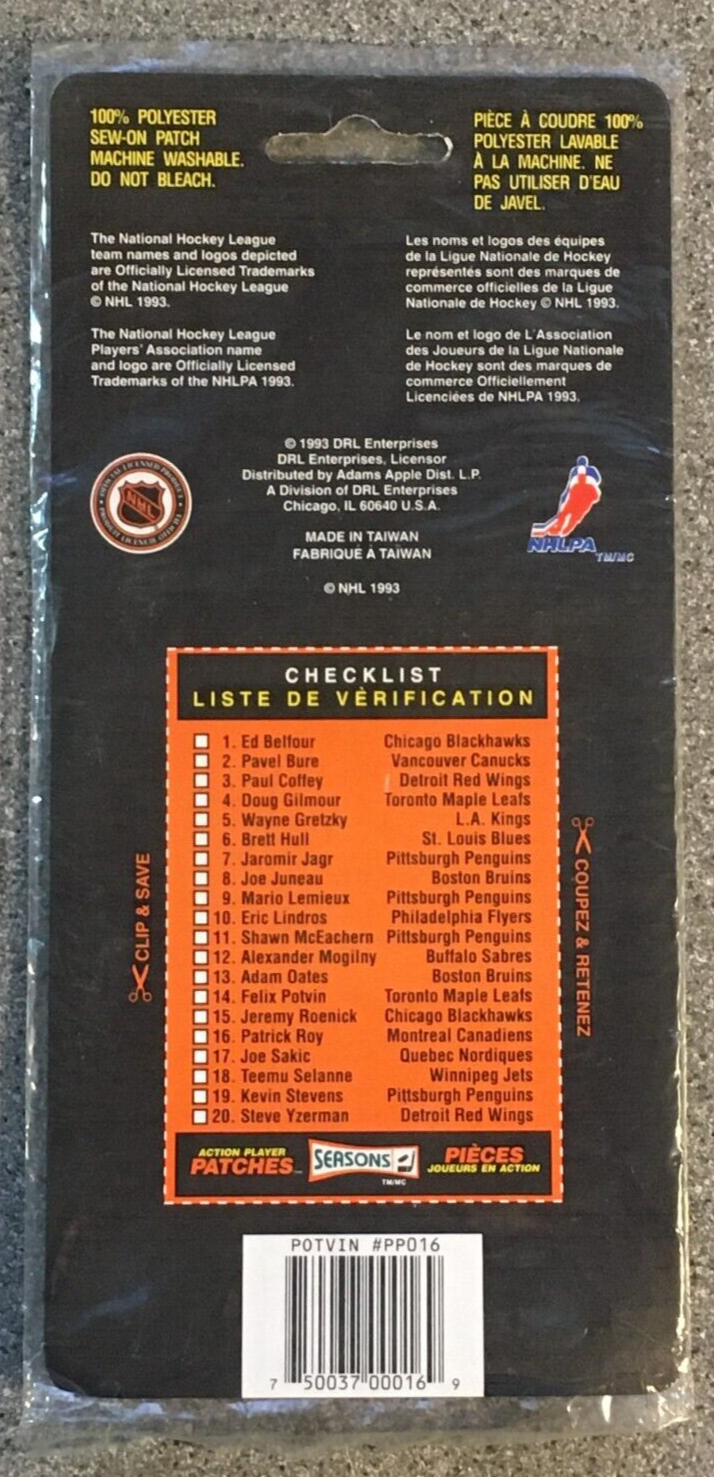 100% POLYESTER
SEW-ON PATCH
MACHINE WASHABLE.
DO NOT BLEACH.
PIÈCE À COUDRE 100%
POLYESTER LAVABLE
À LA MACHINE. NE
PAS UTILISER D'EAU
DE JAVEL.
The National Hockey League
team names and logos depicted
are Officially Licensed Trademarks
of the National Hockey League
© NHL 1993.
Les noms et logos des équipes
de la Ligue Nationale de Hockey
représentés sont des marques de
commerce officielles de la Ligue
Nationale de Hockey © NHL 1993.
The National Hockey League
Players' Association name
and logo are Officially Licensed
Trademarks of the NHLPA 1993.
Le nom et logo de L'Association
des Joueurs de la Ligue Nationale
de Hockey sont des marques de
commerce Officiellement
Licenciées de NHLPA 1993.
© 1993 DRL Enterprises
DRL Enterprises, Licensor
Distributed by Adams Apple Dist. L.P.
A Division of DRL Enterprises
Chicago, IL 60640 U.S.A.
MADE IN TAIWAN
FABRIQUÉ À TAIWAN
© NHL 1993
OFFICIAL LICENSED PRODUCT
NHL
PRODUIT LICENCIÉ OFFICIEL
NHLPA
TM/MC
CHECKLIST
LISTE DE VÈRIFICATION
1. Ed Belfour Chicago Blackhawks
2. Pavel Bure Vancouver Canucks
3. Paul Coffey Detroit Red Wings
4. Doug Gilmour Toronto Maple Leafs
5. Wayne Gretzky L.A. Kings
6. Brett Hull St. Louis Blues
7. Jaromir Jagr Pittsburgh Penguins
8. Joe Juneau Boston Bruins
9. Mario Lemieux Pittsburgh Penguins
10. Eric Lindros Philadelphia Flyers
11. Shawn McEachern Pittsburgh Penguins
12. Alexander Mogilny Buffalo Sabres
13. Adam Oates Boston Bruins
14. Felix Potvin Toronto Maple Leafs
15. Jeremy Roenick Chicago Blackhawks
16. Patrick Roy Montreal Canadiens
17. Joe Sakic Quebec Nordiques
18. Teemu Selanne Winnipeg Jets
19. Kevin Stevens Pittsburgh Penguins
20. Steve Yzerman Detroit Red Wings
CLIP & SAVE
COUPEZ & RETENEZ
ACTION PLAYER
PATCHES
SEASONS
TM/MC
PIÈCES
JOUEURS EN ACTION
POTVIN #PP016
7 50037 00016 9